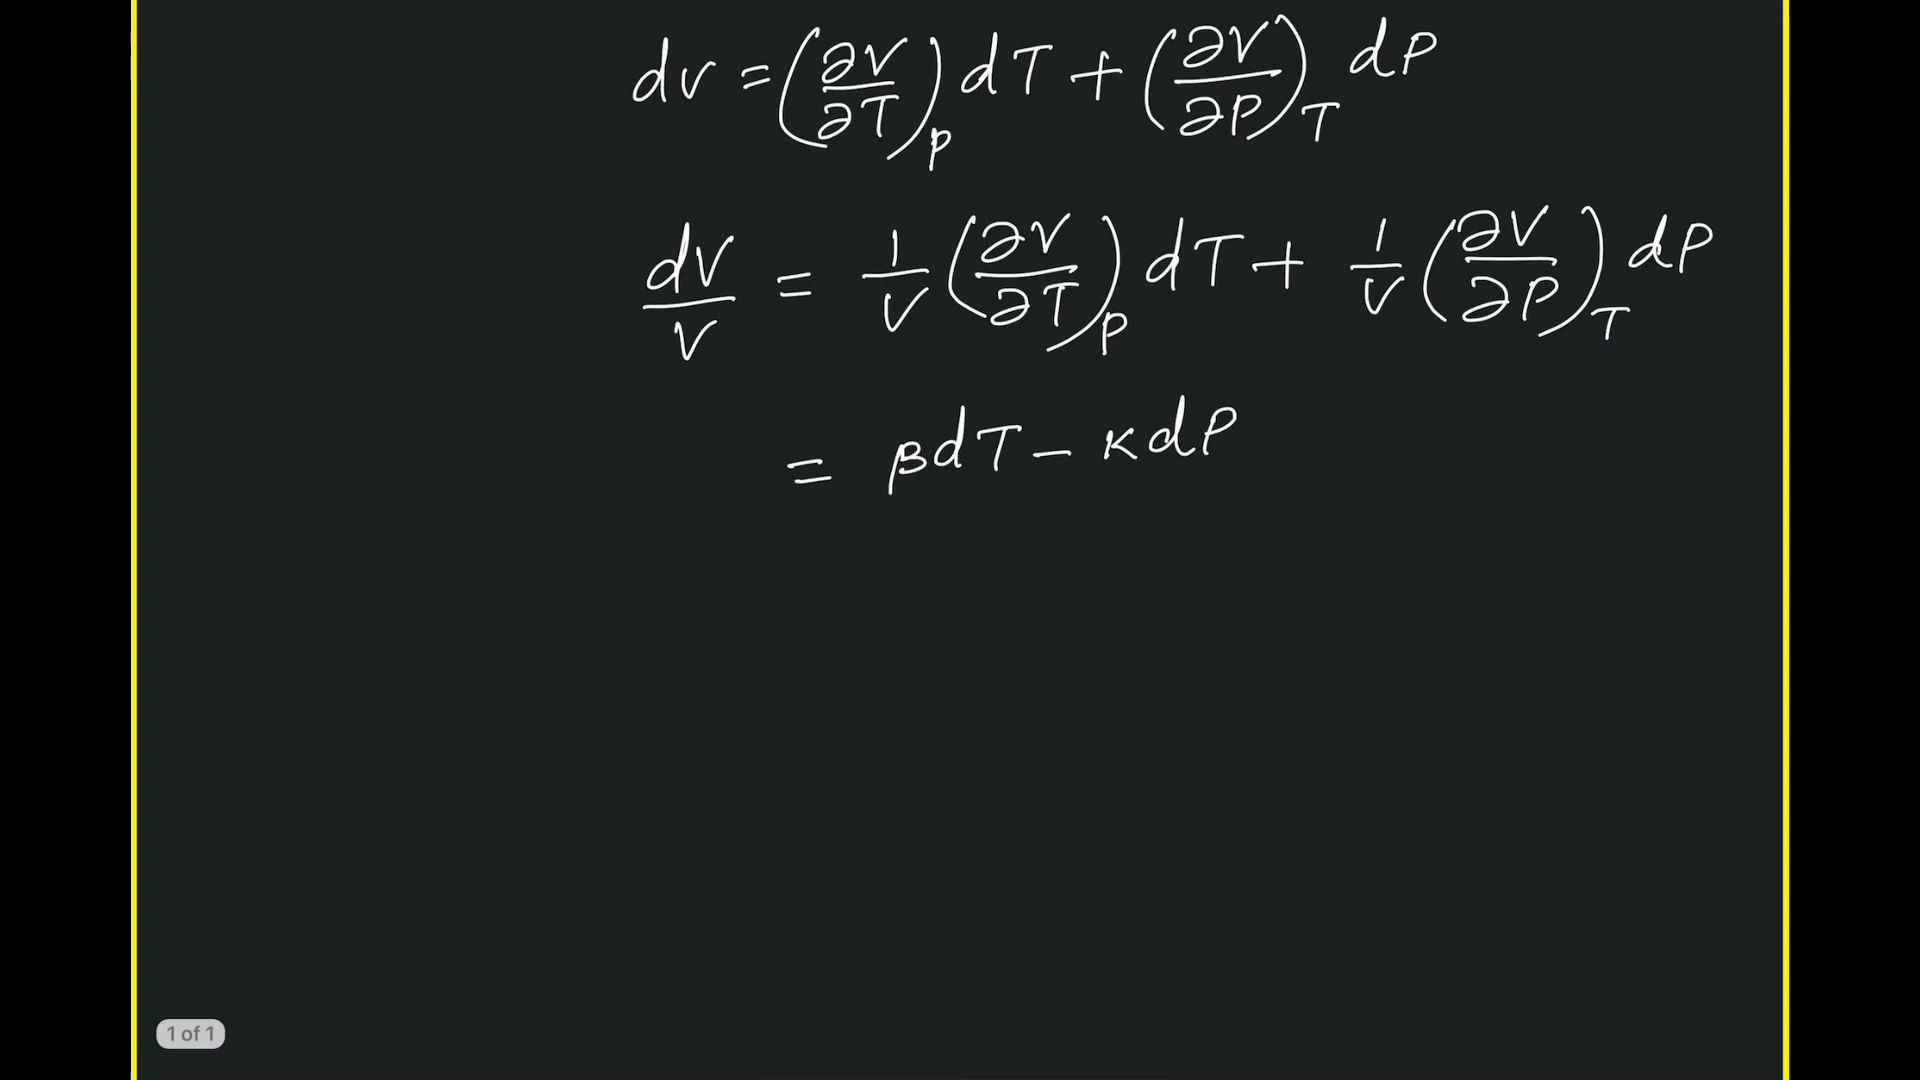 dv = (∂V/∂T)_P dT + (∂V/∂P)_T dP
dV/V = 1/V (∂V/∂T)_P dT + 1/V (∂V/∂P)_T dP
= βdT - κdP
1 of 1